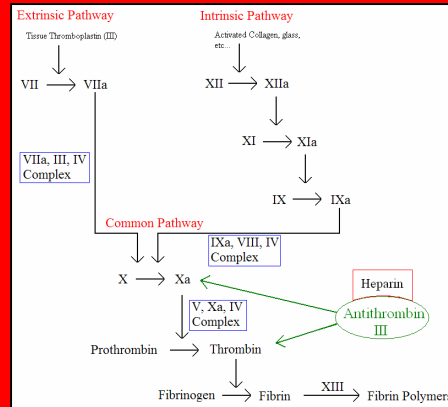 Extrinsic Pathway
Tissue Thromboplastin (III)
VII
VIIa
VIIa, III, IV
Complex
Intrinsic Pathway
Activated Collagen, glass,
etc...
XII
XIIa
XI
XIa
IX
IXa
IXa, VIII, IV
Complex
Common Pathway
X
Xa
V, Xa, IV
Complex
Heparin
Antithrombin
III
Prothrombin
Thrombin
Fibrinogen
Fibrin
XIII
Fibrin Polymers